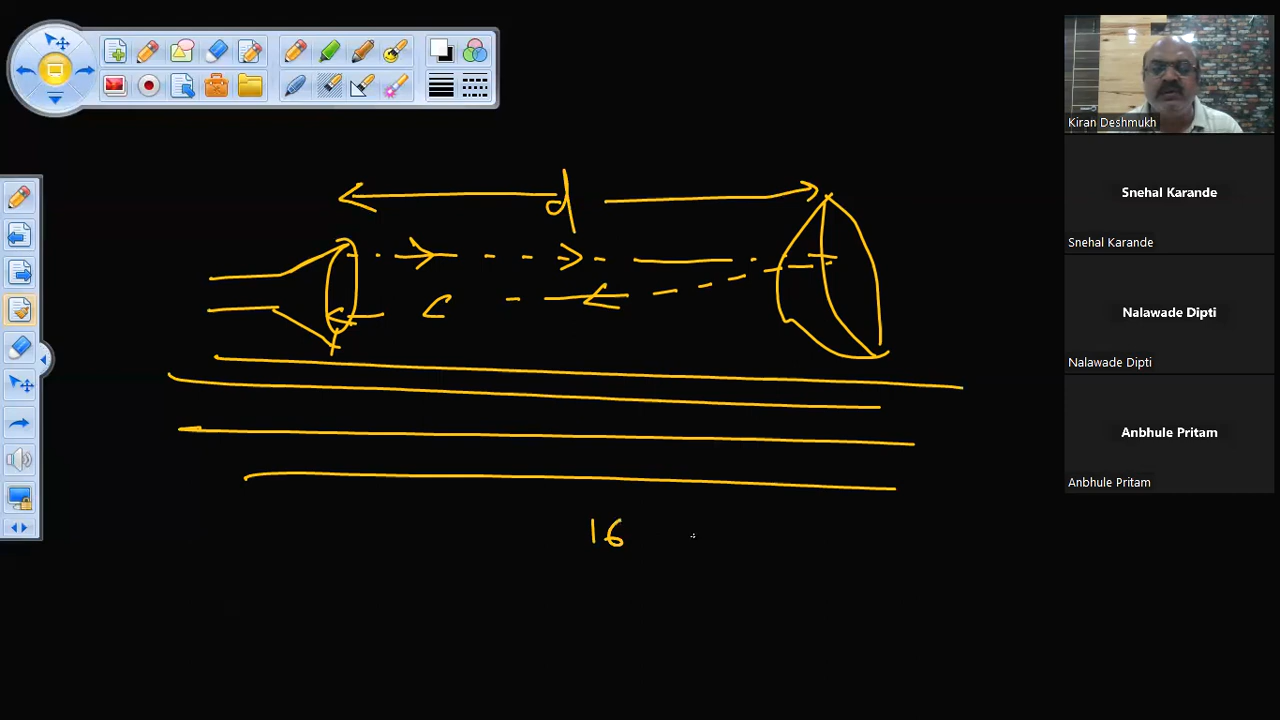 d
c
16
Kiran Deshmukh
Snehal Karande
Snehal Karande
Nalawade Dipti
Nalawade Dipti
Anbhule Pritam
Anbhule Pritam